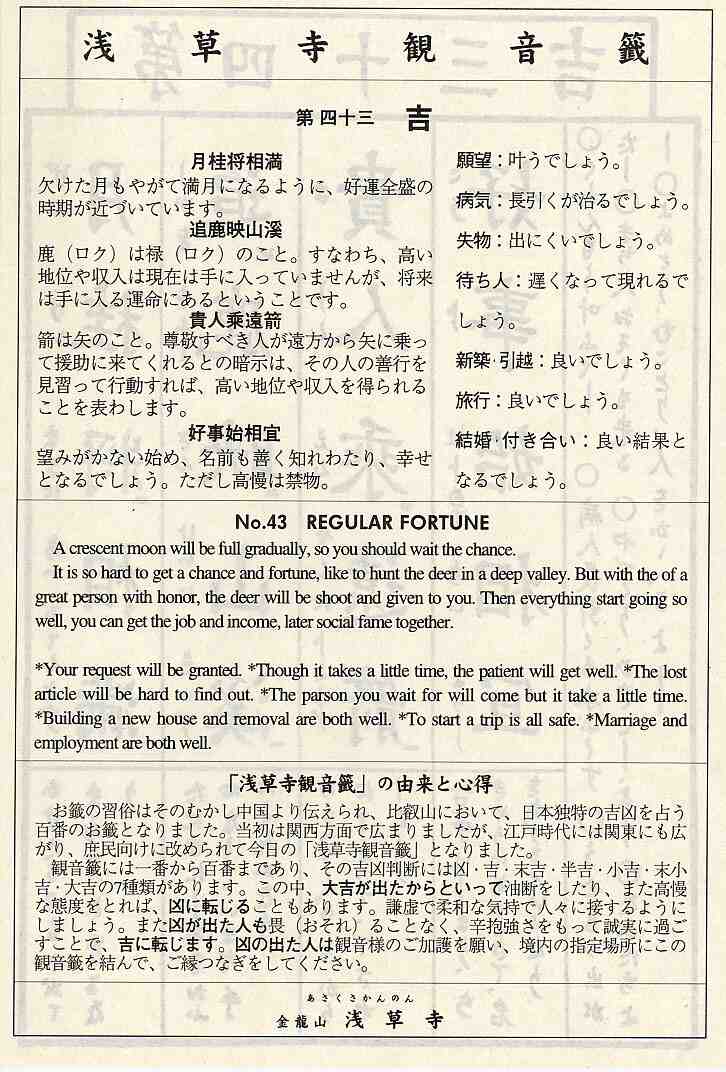 浅草寺観音籤
第四十三 吉
月桂将相満
欠けた月もやがて満月になるように、好運全盛の
時期が近づいています。
追鹿映山溪
鹿（ロク）は禄（ロク）のこと。すなわち、高い
地位や収入は現在は手に入っていませんが、将来
は手に入る運命にあるということです。
貴人乗遠箭
箭は矢のこと。尊敬すべき人が遠方から矢に乗っ
て援助に来てくれるとの暗示は、その人の善行を
見習って行動すれば、高い地位や収入を得られる
ことを表わします。
好事始相宜
望みがかない始め、名前も善く知れわたり、幸せ
となるでしょう。ただし高慢は禁物。
願望：叶うでしょう。
病気：長引くが治るでしょう。
失物：出にくいでしょう。
待ち人：遅くなって現れるで
しょう。
新築・引越：良いでしょう。
旅行：良いでしょう。
結婚・付き合い：良い結果と
なるでしょう。
No.43 REGULAR FORTUNE
A crescent moon will be full gradually, so you should wait the chance.
It is so hard to get a chance and fortune, like to hunt the deer in a deep valley. But with the of a
great person with honor, the deer will be shoot and given to you. Then everything start going so
well, you can get the job and income, later social fame together.
*Your request will be granted. *Though it takes a little time, the patient will get well. *The lost
article will be hard to find out. *The parson you wait for will come but it take a little time.
*Building a new house and removal are both well. *To start a trip is all safe. *Marriage and
employment are both well.
「浅草寺観音籤」の由来と心得
お籤の習俗はそのむかし中国より伝えられ、比叡山において、日本独特の吉凶を占う
百番のお籤となりました。当初は関西方面で広まりましたが、江戸時代には関東にも広
がり、庶民向けに改められて今日の「浅草寺観音籤」となりました。
観音籤には一番から百番まであり、その吉凶判断には凶・吉・末吉・半吉・小吉・末小
吉・大吉の7種類があります。この中、大吉が出たからといって油断をしたり、また高慢
な態度をとれば、凶に転じることもあります。謙虚で柔和な気持で人々に接するように
しましょう。また凶が出た人も畏（おそれ）ることなく、辛抱強さをもって誠実に過ご
すことで、吉に転じます。凶の出た人は観音様のご加護を願い、境内の指定場所にこの
観音籤を結んで、ご縁つなぎをしてください。
あさくさかんのん
金龍山 浅草寺